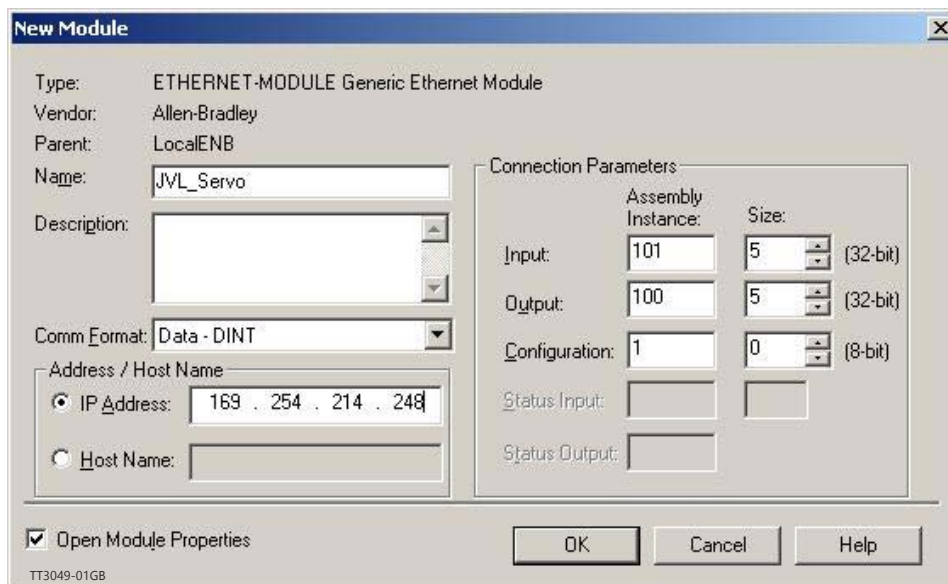 New Module
Type: ETHERNET-MODULE Generic Ethernet Module
Vendor: Allen-Bradley
Parent: LocalENB
Name: JVL_Servo
Description:
Comm Format: Data - DINT
Address / Host Name
IP Address: 169 . 254 . 214 . 248
Host Name:
Connection Parameters
Assembly
Instance: Size:
Input: 101 5 (32-bit)
Output: 100 5 (32-bit)
Configuration: 1 0 (8-bit)
Status Input:
Status Output:
Open Module Properties
OK Cancel Help
TT3049-01GB